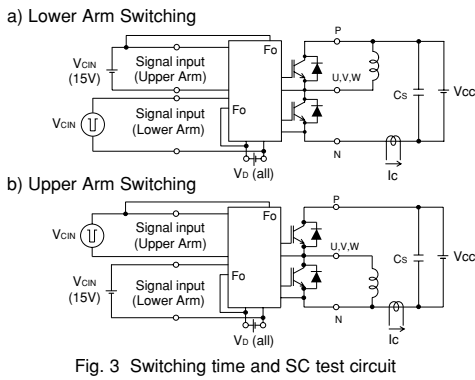 a) Lower Arm Switching
P
Fo
VCIN
(15V)
Signal input
(Upper Arm)
U,V,W
Signal input
(Lower Arm)
Fo
VCIN
CS
VCC
VD (all)
N
IC
b) Upper Arm Switching
P
Fo
VCIN
Signal input
(Upper Arm)
U,V,W
Fo
VCIN
(15V)
Signal input
(Lower Arm)
CS
VCC
VD (all)
N
IC
Fig. 3 Switching time and SC test circuit